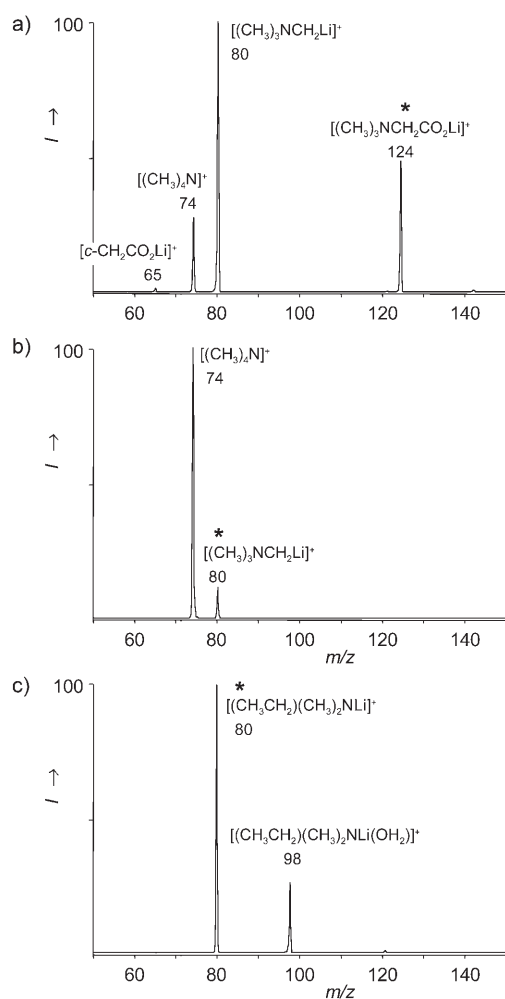 a)
100
[(CH₃)₃NCH₂Li]⁺
80
*
[(CH₃)₃NCH₂CO₂Li]⁺
124
I →
[(CH₃)₄N]⁺
74
[c-CH₂CO₂Li]⁺
65
60 80 100 120 140
b)
100
[(CH₃)₄N]⁺
74
I →
*
[(CH₃)₃NCH₂Li]⁺
80
60 80 100 120 140
m/z
c)
100
*
[(CH₃CH₂)(CH₃)₂NLi]⁺
80
I →
[(CH₃CH₂)(CH₃)₂NLi(OH₂)]⁺
98
60 80 100 120 140
m/z